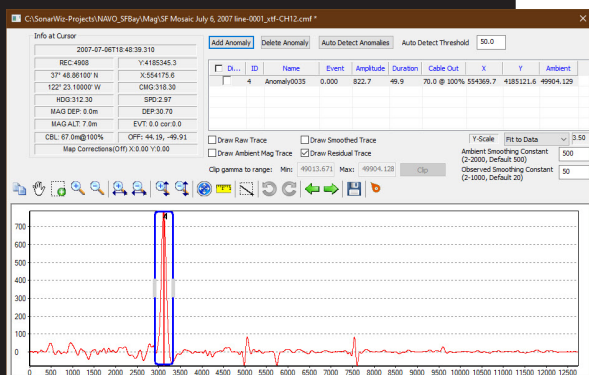 C:\SonarWiz-Projects\NAVO_SFBay\Mag\SF Mosaic July 6, 2007 line-0001_xtf-CH12.cmf *
Info at Cursor
2007-07-06T18:48:39.310
REC:4908 Y:4185345.3
37° 48.86100' N X:554175.6
122° 23.10000' W CMG:318.30
HDG:312.30 SPD:2.97
MAG DEP: 0.0m DEP:30.70
MAG ALT: 7.0m EVT: 0.0 cor:0.0
CBL: 67.0m@100% OFF: 44.19, -49.91
Map Corrections(Off) X:0.00 Y:0.00
Add Anomaly Delete Anomaly Auto Detect Anomalies Auto Detect Threshold 50.0
Di... ID Name Event Amplitude Duration Cable Out X Y Ambient
4 Anomaly0035 0.000 822.7 49.9 70.0 @ 100% 554369.7 4185121.6 49904.129
Draw Raw Trace Draw Smoothed Trace Y-Scale Fit to Data 3.50
Draw Ambient Mag Trace Draw Residual Trace Ambient Smoothing Constant (2-2000, Default 500) 500
Clip gamma to range: Min: 49013.671 Max: 49904.128 Clip Observed Smoothing Constant (2-1000, Default 20) 50
700
600
500
400
300
200
100
0
0 500 1000 1500 2000 2500 3000 3500 4000 4500 5000 5500 6000 6500 7000 7500 8000 8500 9000 9500 10000 10500 11000 11500 12000 12500